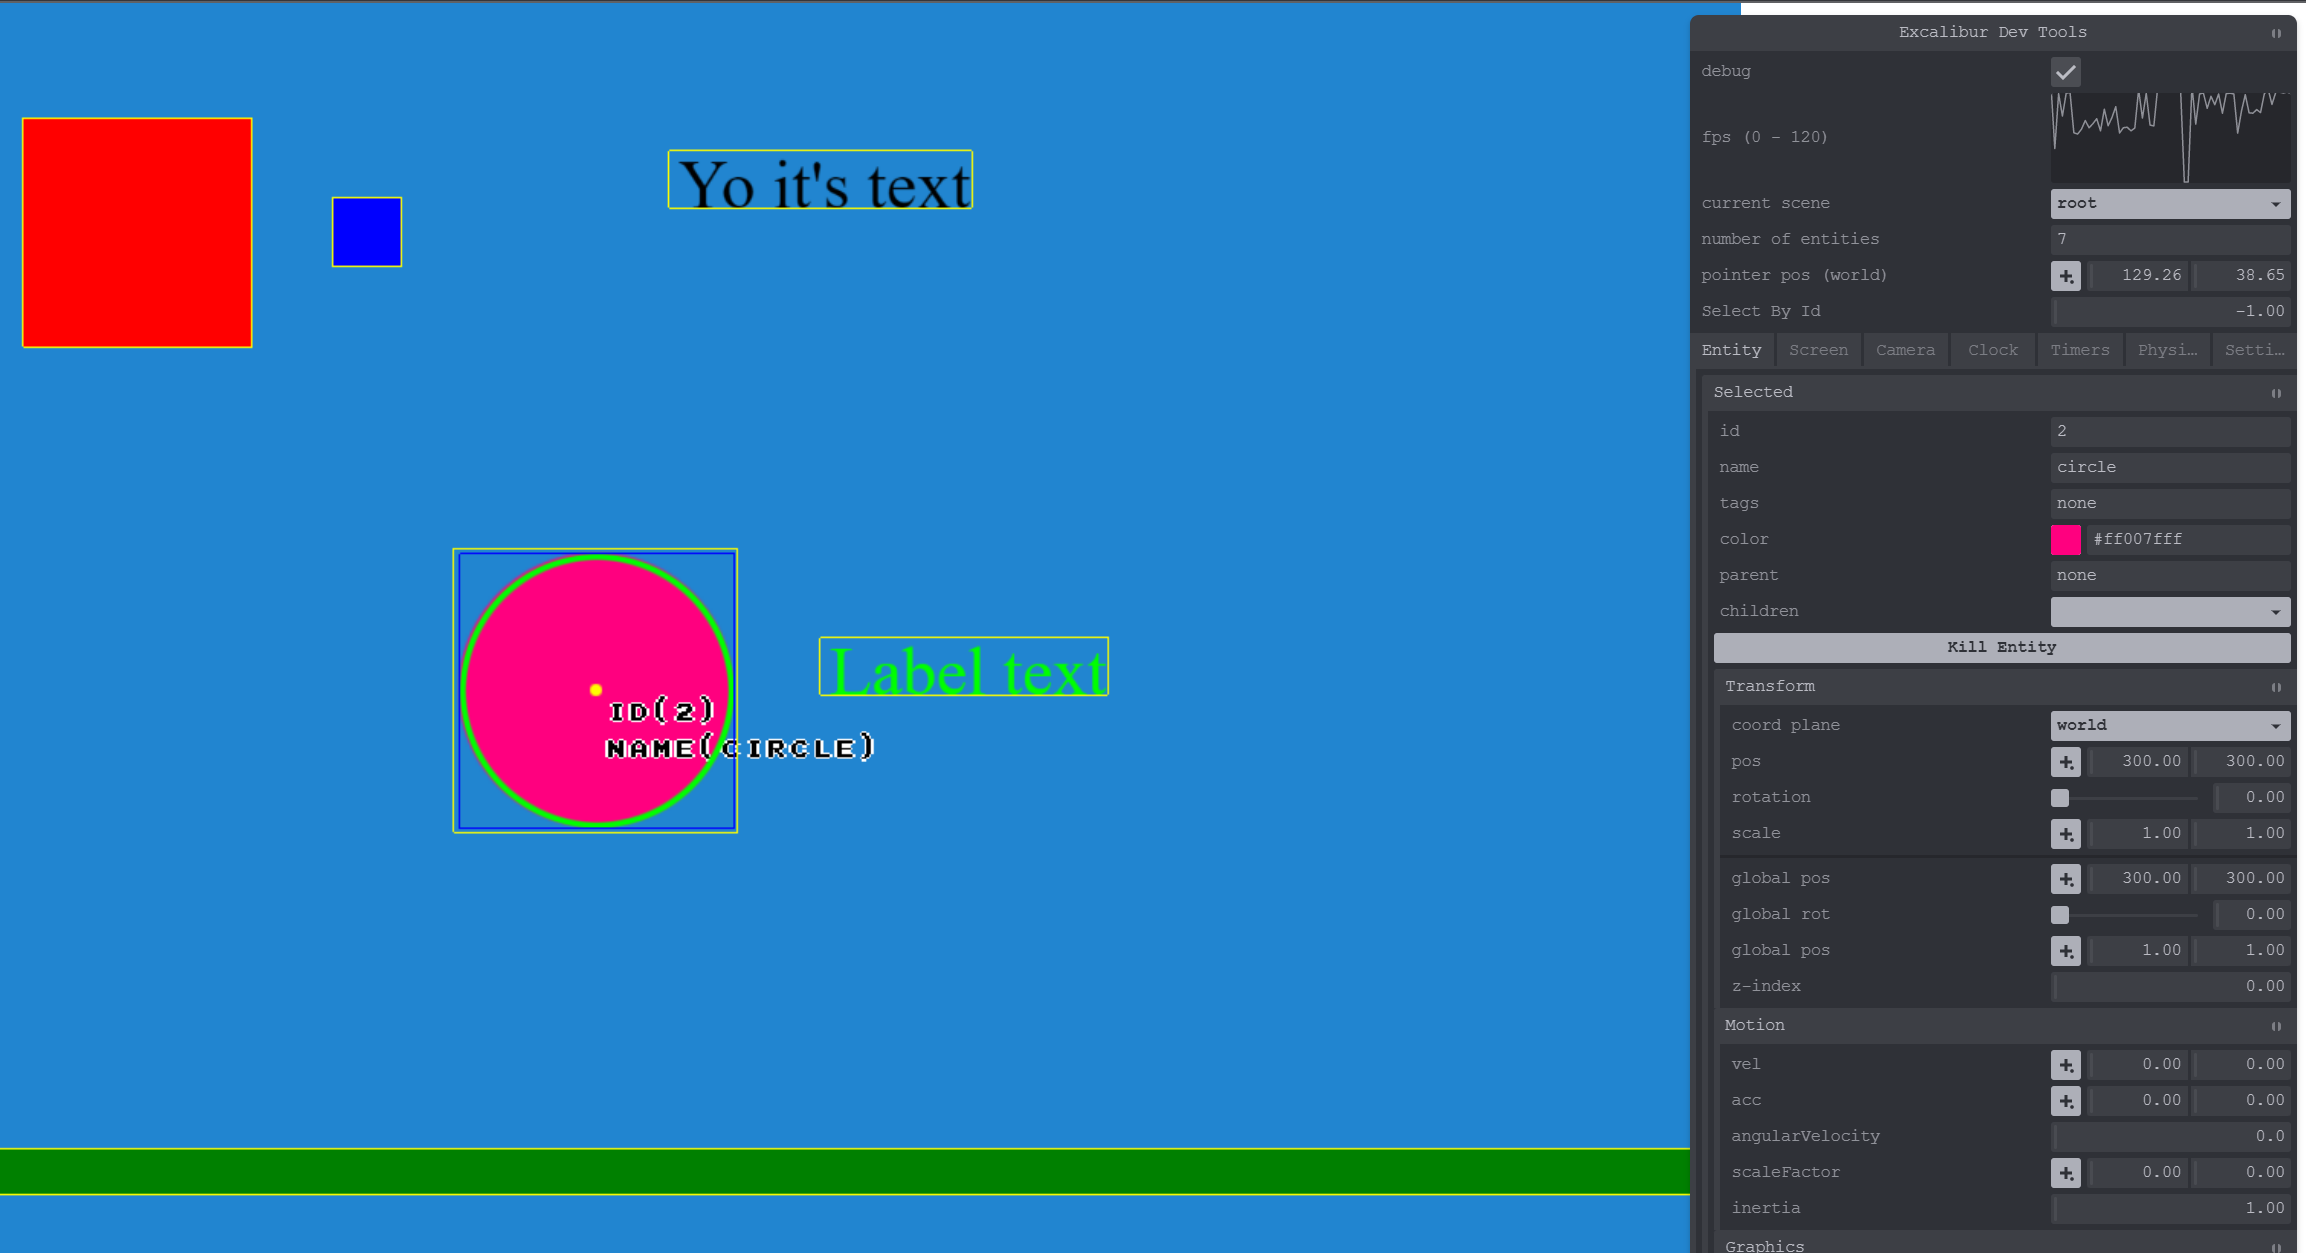 Yo it's text
ID(2)
NAME(CIRCLE)
Label text
Excalibur Dev Tools
debug
fps (0 - 120)
current scene root
number of entities 7
pointer pos (world) 129.26 38.65
Select By Id -1.00
Entity Screen Camera Clock Timers Physi… Setti…
Selected
id 2
name circle
tags none
color #ff007fff
parent none
children
Kill Entity
Transform
coord plane world
pos 300.00 300.00
rotation 0.00
scale 1.00 1.00
global pos 300.00 300.00
global rot 0.00
global pos 1.00 1.00
z-index 0.00
Motion
vel 0.00 0.00
acc 0.00 0.00
angularVelocity 0.0
scaleFactor 0.00 0.00
inertia 1.00
Graphics